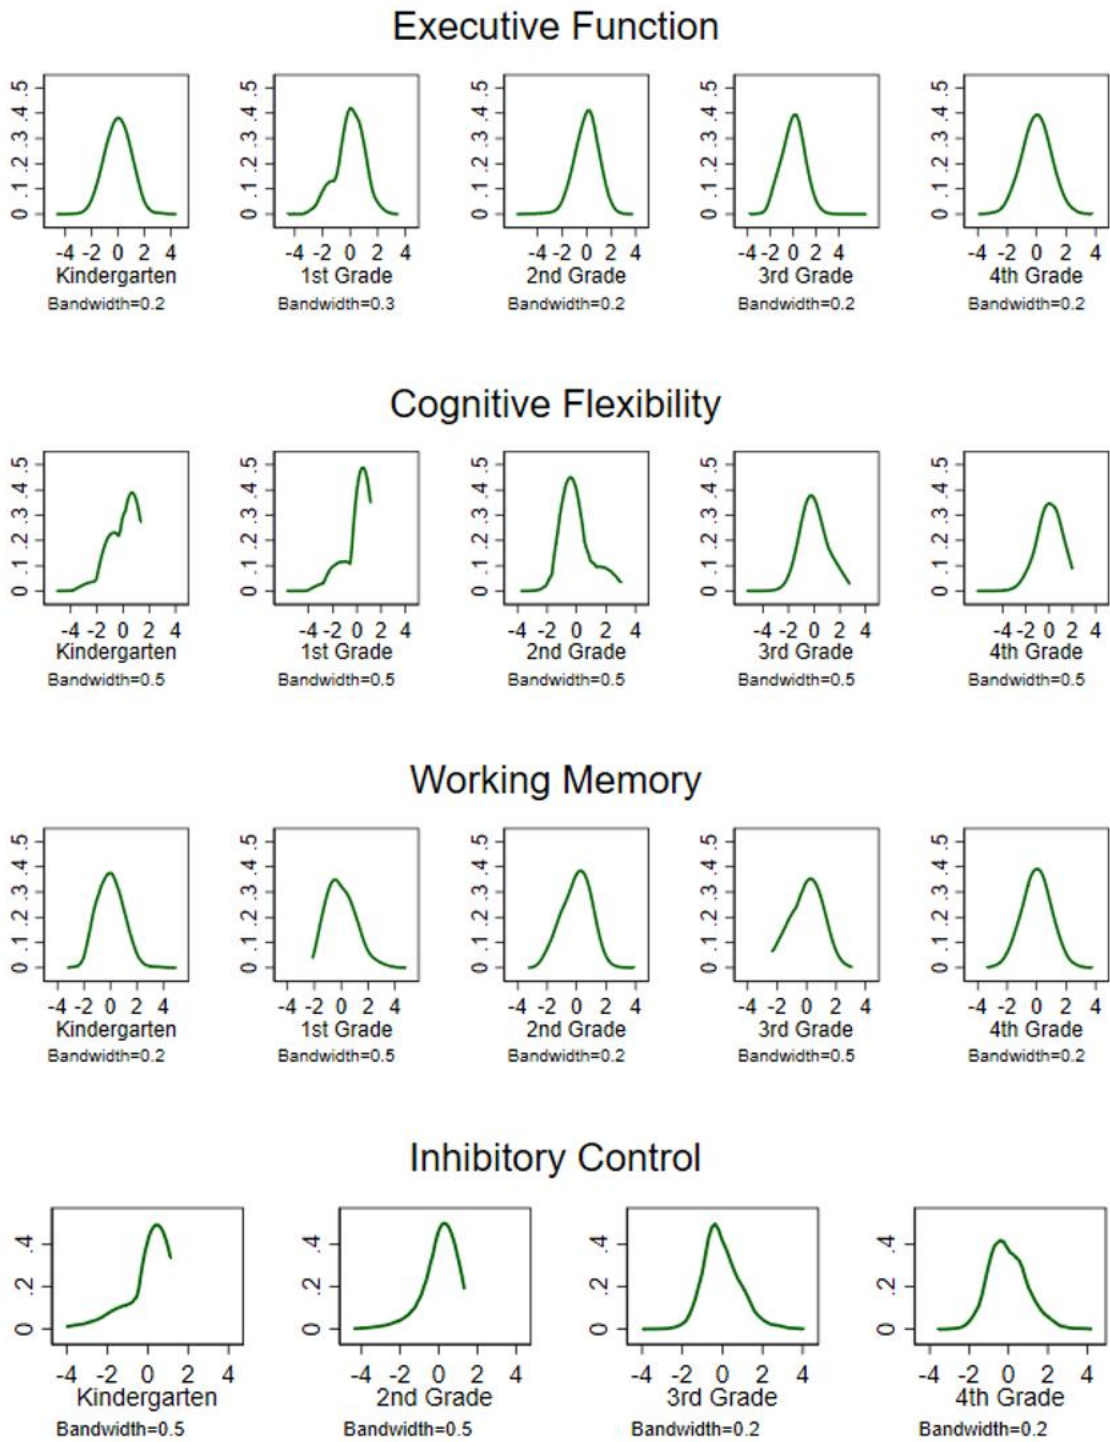 Executive Function
.5 .5 .5 .5 .5
.4 .4 .4 .4 .4
.3 .3 .3 .3 .3
.2 .2 .2 .2 .2
.1 .1 .1 .1 .1
0 0 0 0 0
-4 -2 0 2 4 -4 -2 0 2 4 -4 -2 0 2 4 -4 -2 0 2 4 -4 -2 0 2 4
Kindergarten 1st Grade 2nd Grade 3rd Grade 4th Grade
Bandwidth=0.2 Bandwidth=0.3 Bandwidth=0.2 Bandwidth=0.2 Bandwidth=0.2
Cognitive Flexibility
.5 .5 .5 .5 .5
.4 .4 .4 .4 .4
.3 .3 .3 .3 .3
.2 .2 .2 .2 .2
.1 .1 .1 .1 .1
0 0 0 0 0
-4 -2 0 2 4 -4 -2 0 2 4 -4 -2 0 2 4 -4 -2 0 2 4 -4 -2 0 2 4
Kindergarten 1st Grade 2nd Grade 3rd Grade 4th Grade
Bandwidth=0.5 Bandwidth=0.5 Bandwidth=0.5 Bandwidth=0.5 Bandwidth=0.5
Working Memory
.5 .5 .5 .5 .5
.4 .4 .4 .4 .4
.3 .3 .3 .3 .3
.2 .2 .2 .2 .2
.1 .1 .1 .1 .1
0 0 0 0 0
-4 -2 0 2 4 -4 -2 0 2 4 -4 -2 0 2 4 -4 -2 0 2 4 -4 -2 0 2 4
Kindergarten 1st Grade 2nd Grade 3rd Grade 4th Grade
Bandwidth=0.2 Bandwidth=0.5 Bandwidth=0.2 Bandwidth=0.5 Bandwidth=0.2
Inhibitory Control
.4 .4 .4 .4
.2 .2 .2 .2
0 0 0 0
-4 -2 0 2 4 -4 -2 0 2 4 -4 -2 0 2 4 -4 -2 0 2 4
Kindergarten 2nd Grade 3rd Grade 4th Grade
Bandwidth=0.5 Bandwidth=0.5 Bandwidth=0.2 Bandwidth=0.2